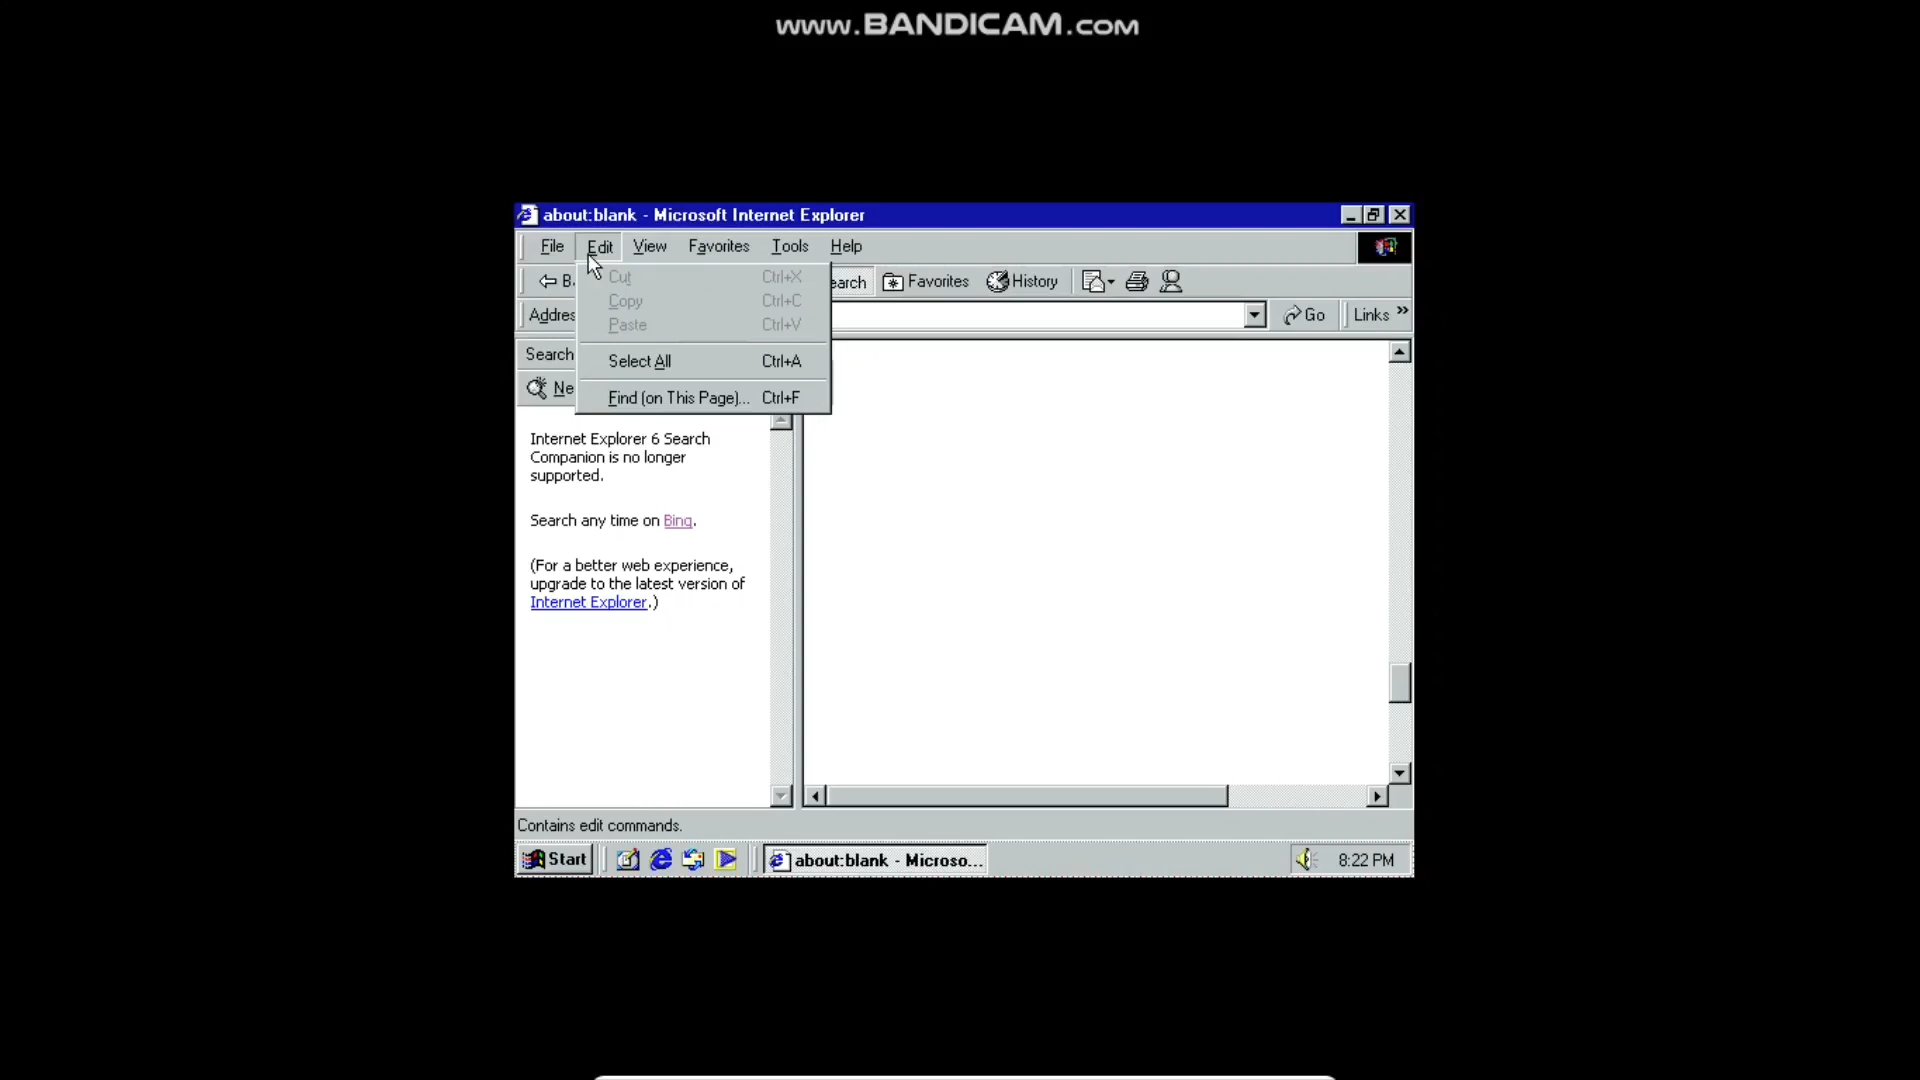 www.BANDICAM.com
about:blank - Microsoft Internet Explorer
File Edit View Favorites Tools Help
Cut Ctrl+X
Copy Ctrl+C
Paste Ctrl+V
Select All Ctrl+A
Find (on This Page)... Ctrl+F
B
earch Favorites History
Addres
Go Links »
Search
Ne
Internet Explorer 6 Search
Companion is no longer
supported.
Search any time on Bing.
(For a better web experience,
upgrade to the latest version of
Internet Explorer.)
Contains edit commands.
Start about:blank - Microso... 8:22 PM